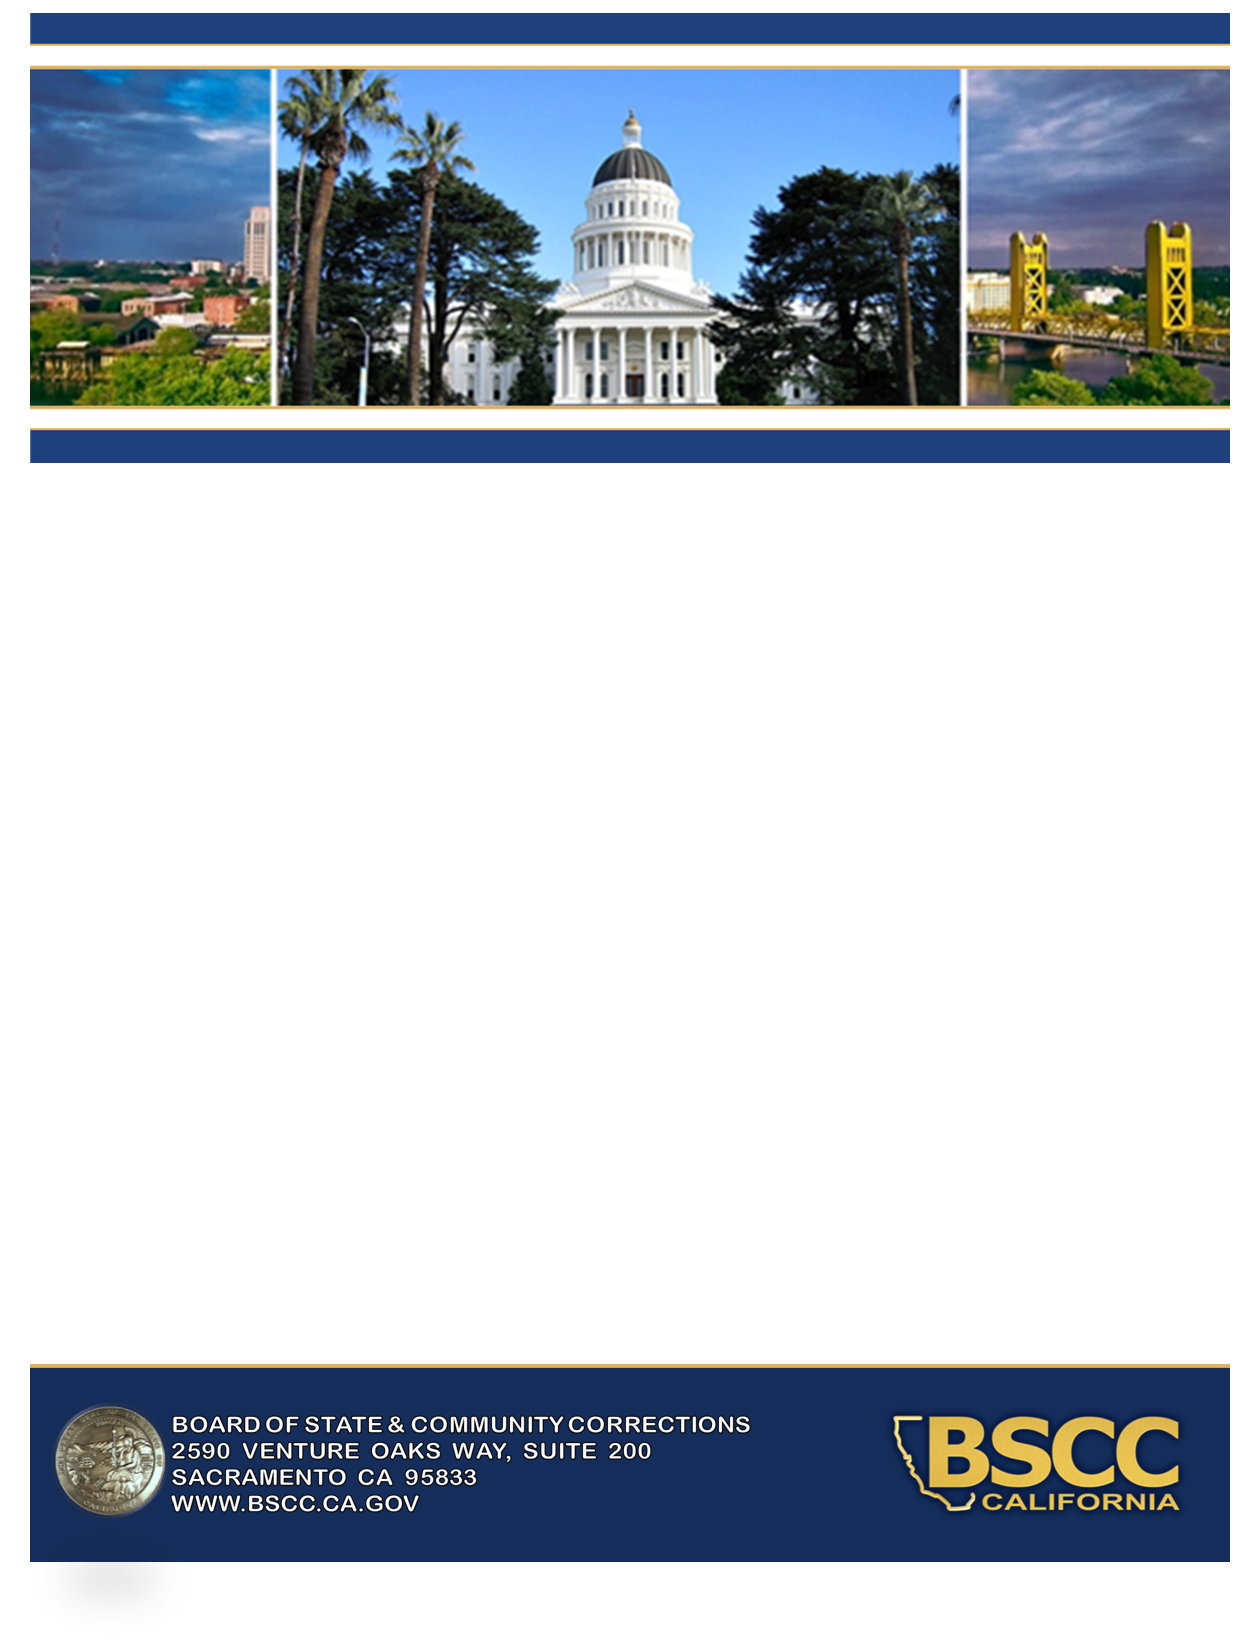 BOARD OF STATE & COMMUNITY CORRECTIONS
2590 VENTURE OAKS WAY, SUITE 200
SACRAMENTO CA 95833
WWW.BSCC.CA.GOV
BSCC
CALIFORNIA